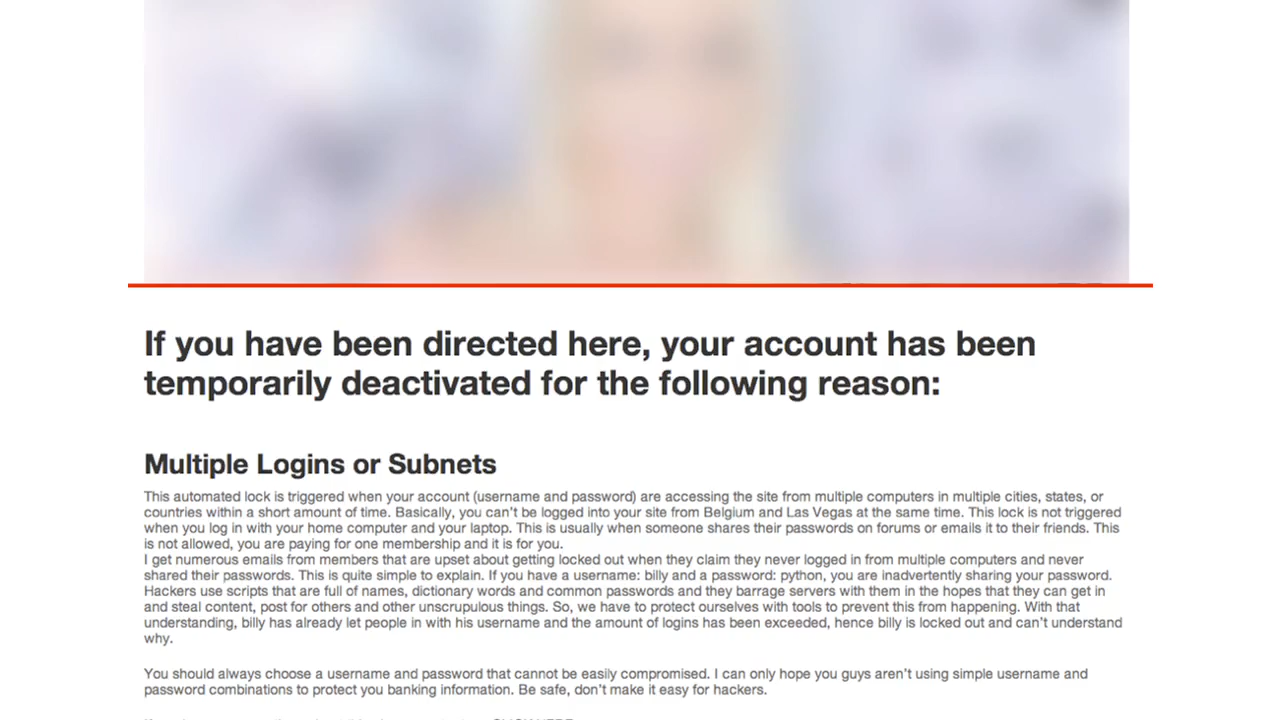 If you have been directed here, your account has been
temporarily deactivated for the following reason:
Multiple Logins or Subnets
This automated lock is triggered when your account (username and password) are accessing the site from multiple computers in multiple cities, states, or
countries within a short amount of time. Basically, you can't be logged into your site from Belgium and Las Vegas at the same time. This lock is not triggered
when you log in with your home computer and your laptop. This is usually when someone shares their passwords on forums or emails it to their friends. This
is not allowed, you are paying for one membership and it is for you.
I get numerous emails from members that are upset about getting locked out when they claim they never logged in from multiple computers and never
shared their passwords. This is quite simple to explain. If you have a username: billy and a password: python, you are inadvertently sharing your password.
Hackers use scripts that are full of names, dictionary words and common passwords and they barrage servers with them in the hopes that they can get in
and steal content, post for others and other unscrupulous things. So, we have to protect ourselves with tools to prevent this from happening. With that
understanding, billy has already let people in with his username and the amount of logins has been exceeded, hence billy is locked out and can't understand
why.
You should always choose a username and password that cannot be easily compromised. I can only hope you guys aren't using simple username and
password combinations to protect you banking information. Be safe, don't make it easy for hackers.